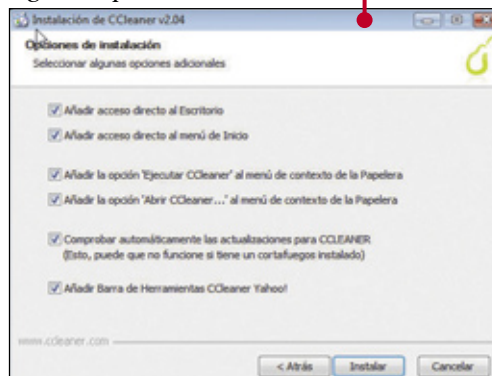 Instalación de CCleaner v2.04
Opciones de instalación
Seleccionar algunas opciones adicionales
Añadir acceso directo al Escritorio
Añadir acceso directo al menú de Inicio
Añadir la opción 'Ejecutar CCleaner' al menú de contexto de la Papelera
Añadir la opción 'Abrir CCleaner...' al menú de contexto de la Papelera
Comprobar automáticamente las actualizaciones para CCLEANER
(Esto, puede que no funcione si tiene un cortafuegos instalado)
Añadir Barra de Herramientas CCleaner Yahoo!
www.ccleaner.com
< Atrás Instalar Cancelar